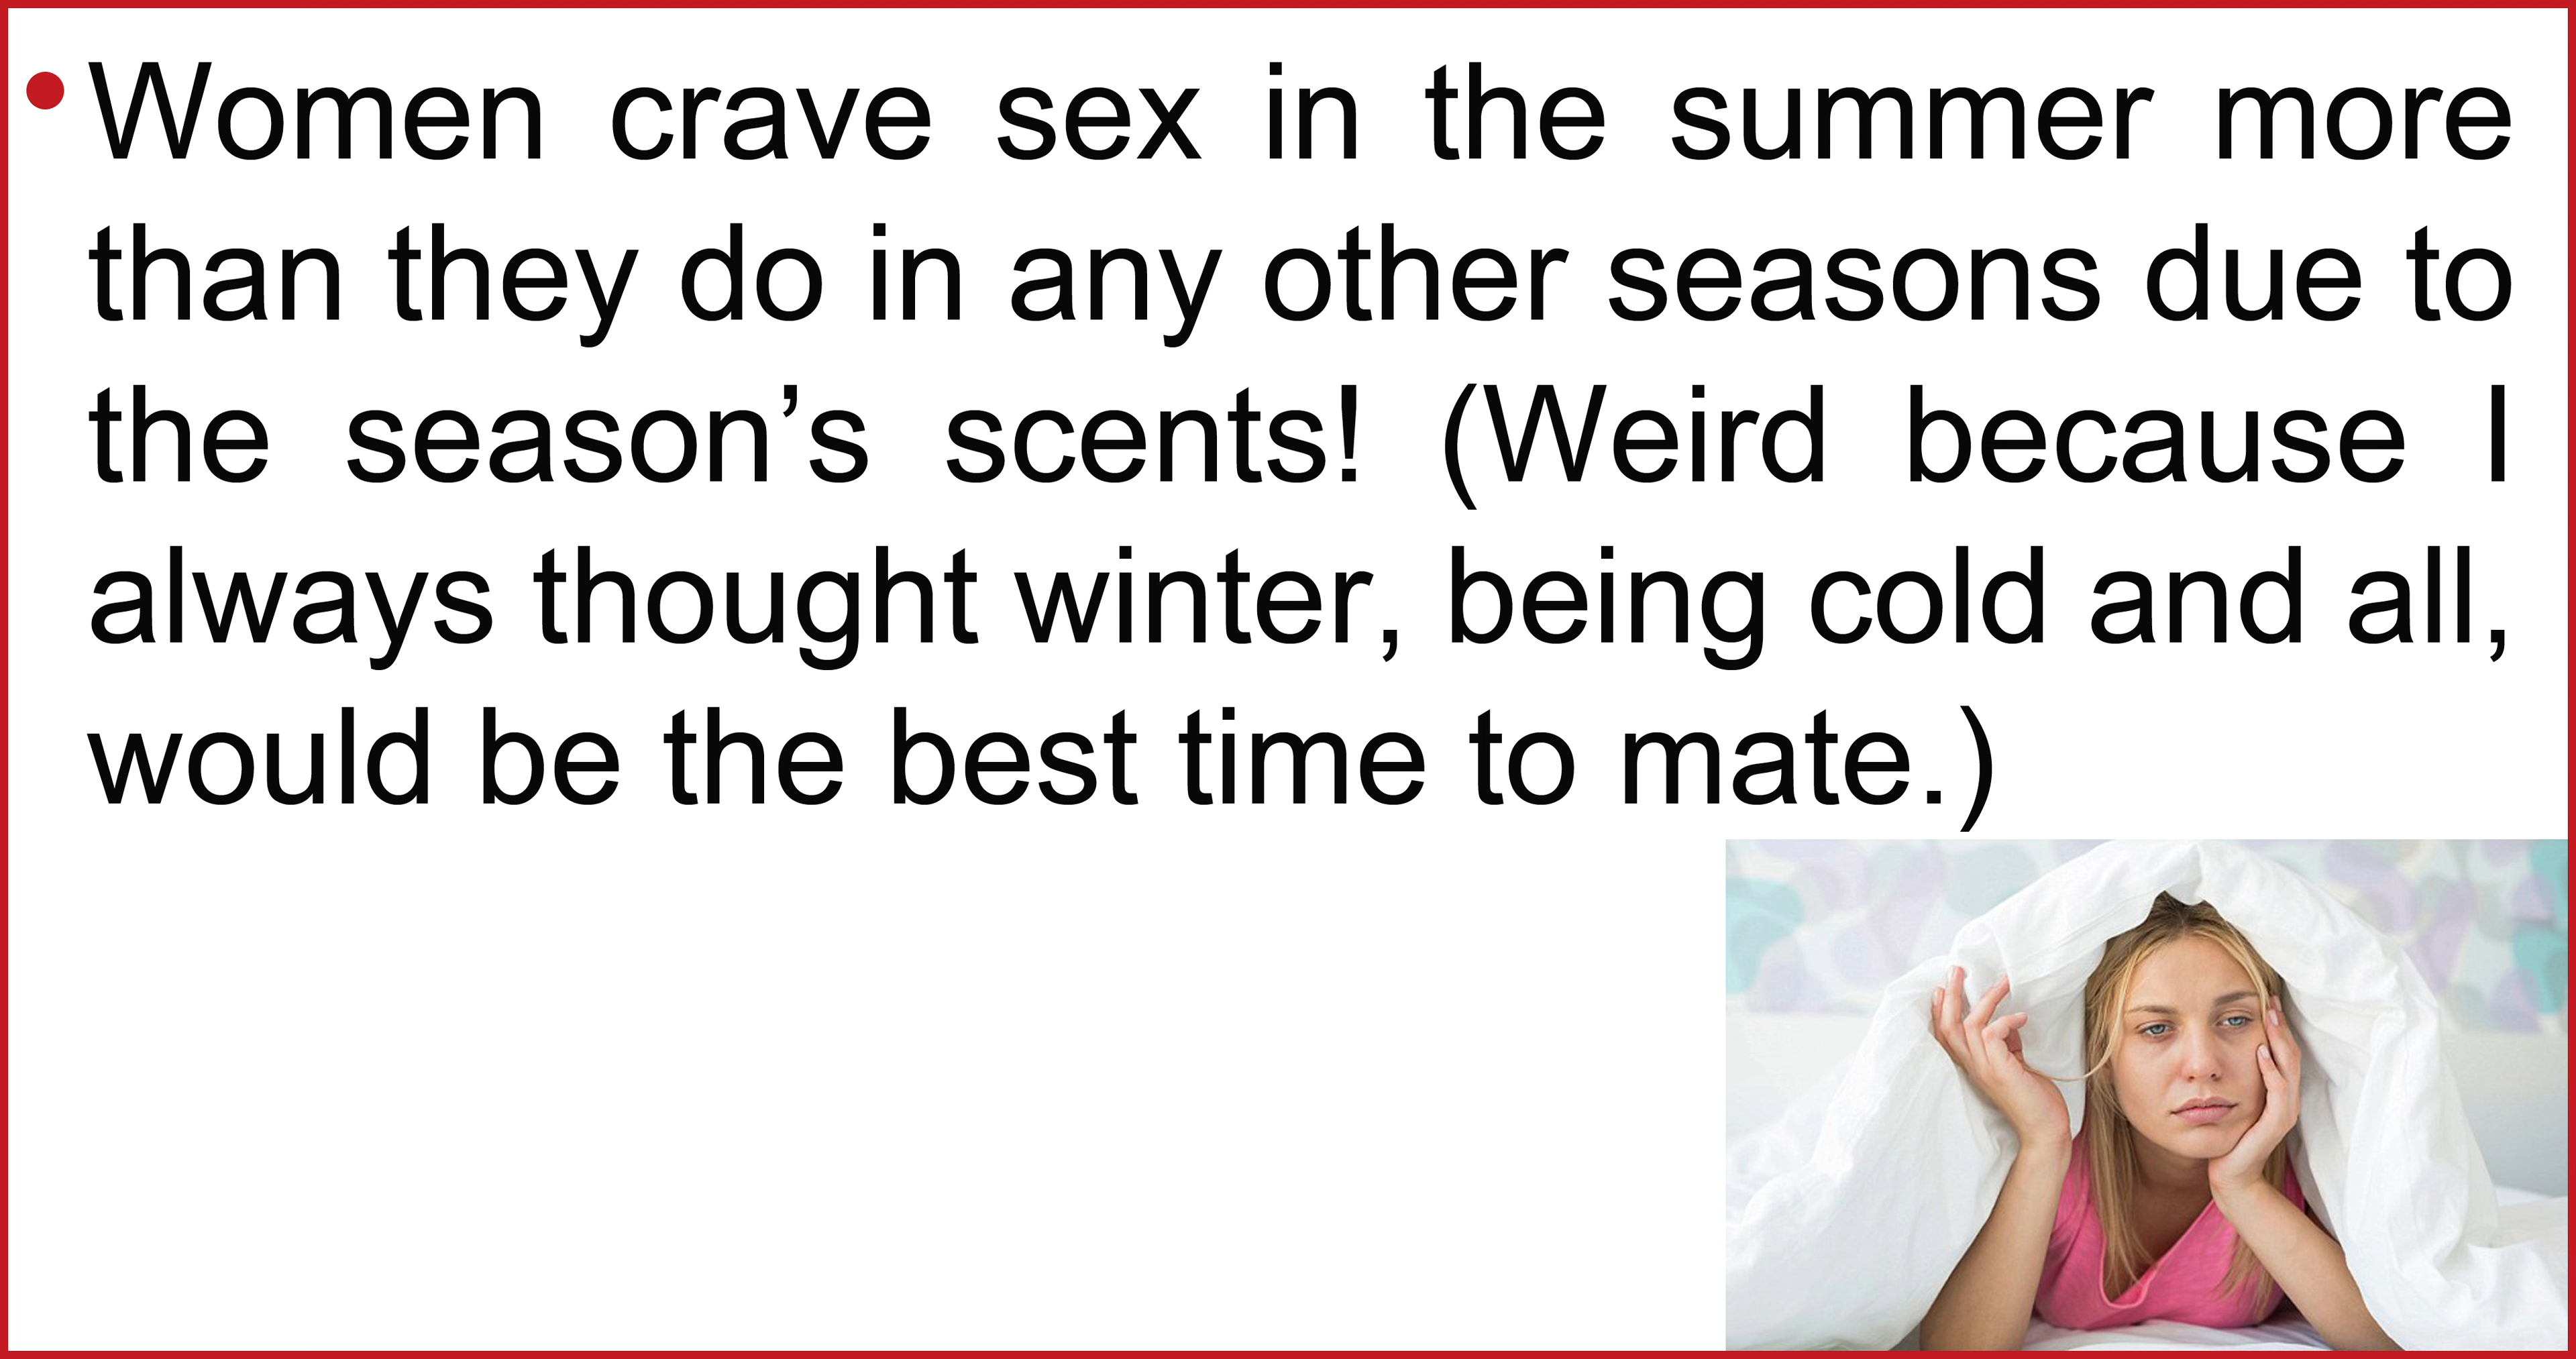 • Women crave sex in the summer more
than they do in any other seasons due to
the season’s scents! (Weird because I
always thought winter, being cold and all,
would be the best time to mate.)